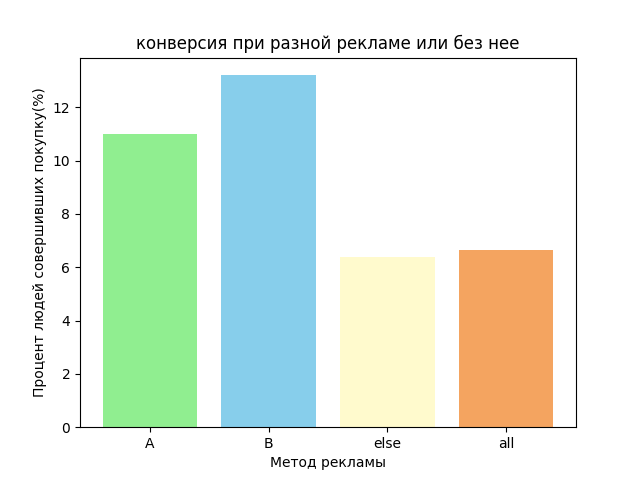 конверсия при разной рекламе или без нее
Процент людей совершивших покупку(%)
12
10
8
6
4
2
0
A
B
else
all
Метод рекламы